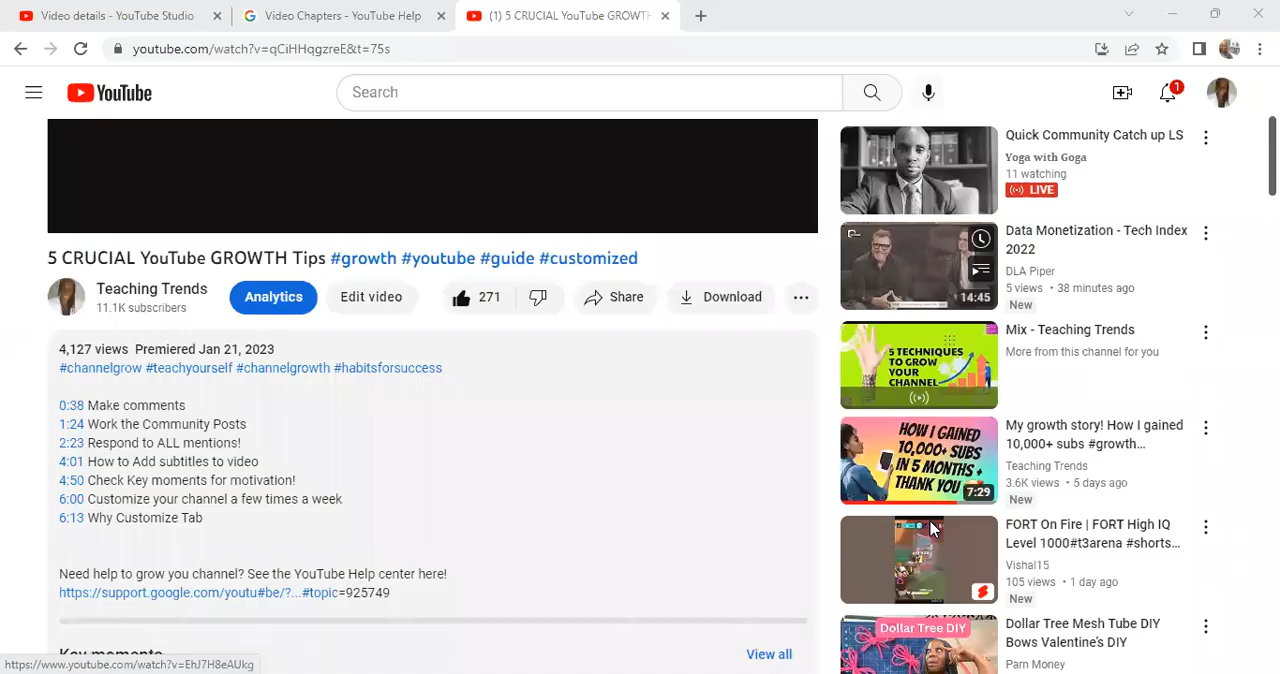 Video details - YouTube Studio
Video Chapters - YouTube Help
(1) 5 CRUCIAL YouTube GROWT
youtube.com/watch?v=qCiHHqgzreE&t=75s
YouTube
Search
1
5 CRUCIAL YouTube GROWTH Tips #growth #youtube #guide #customized
Teaching Trends
11.1K subscribers
Analytics
Edit video
271
Share
Download
4,127 views Premiered Jan 21, 2023
#channelgrow #teachyourself #channelgrowth #habitsforsuccess
0:38 Make comments
1:24 Work the Community Posts
2:23 Respond to ALL mentions!
4:01 How to Add subtitles to video
4:50 Check Key moments for motivation!
6:00 Customize your channel a few times a week
6:13 Why Customize Tab
Need help to grow you channel? See the YouTube Help center here!
https://support.google.com/youtu#be/?...#topic=925749
Key moments
View all
https://www.youtube.com/watch?v=EhJ7H8eAUkg
Quick Community Catch up LS
Yoga with Goga
11 watching
LIVE
14:45
Data Monetization - Tech Index
2022
DLA Piper
5 views • 38 minutes ago
New
5 TECHNIQUES
TO GROW
YOUR
CHANNEL
Mix - Teaching Trends
More from this channel for you
HOW I GAINED
10,000+ SUBS
IN 5 MONTHS +
THANK YOU
7:29
My growth story! How I gained
10,000+ subs #growth...
Teaching Trends
3.6K views • 5 days ago
New
FORT On Fire | FORT High IQ
Level 1000#t3arena #shorts...
Vishal15
105 views • 1 day ago
New
Dollar Tree DIY
Dollar Tree Mesh Tube DIY
Bows Valentine's DIY
Pam Money